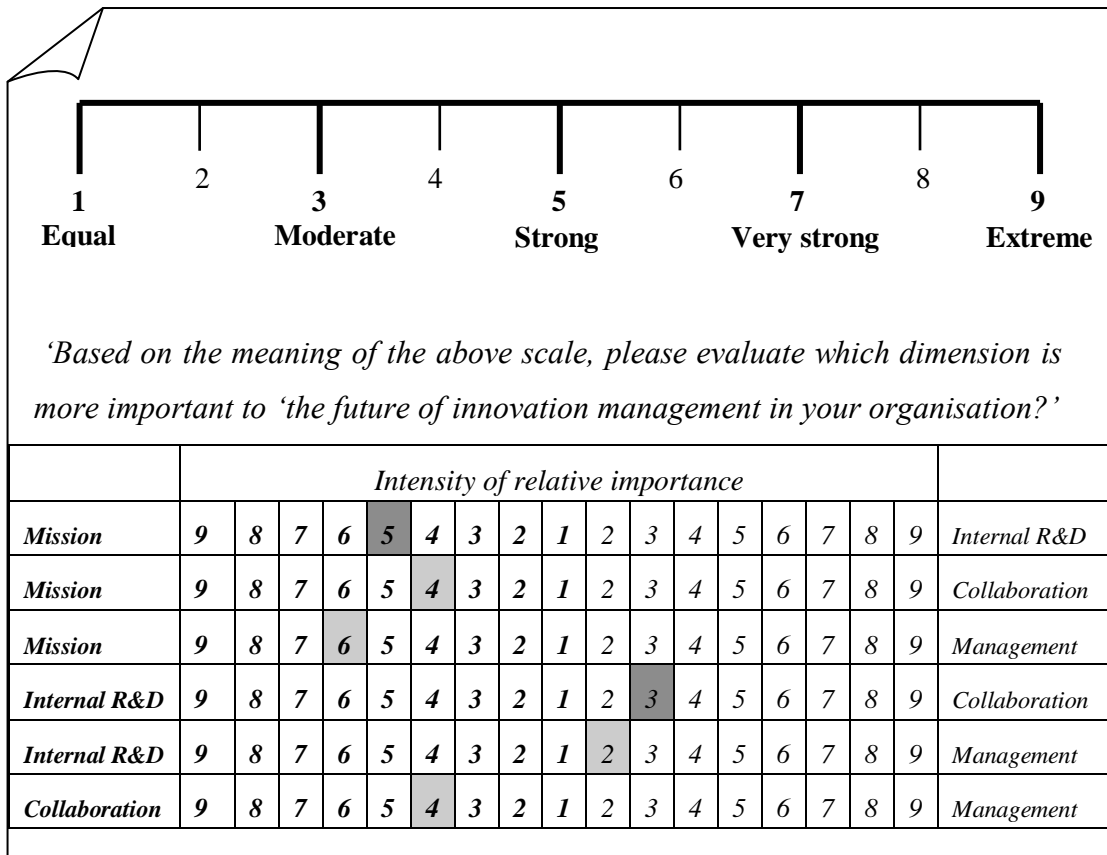 2 4 6 8
1 3 5 7 9
Equal Moderate Strong Very strong Extreme
‘Based on the meaning of the above scale, please evaluate which dimension is
more important to ‘the future of innovation management in your organisation?’
Intensity of relative importance
Mission 9 8 7 6 5 4 3 2 1 2 3 4 5 6 7 8 9 Internal R&D
Mission 9 8 7 6 5 4 3 2 1 2 3 4 5 6 7 8 9 Collaboration
Mission 9 8 7 6 5 4 3 2 1 2 3 4 5 6 7 8 9 Management
Internal R&D 9 8 7 6 5 4 3 2 1 2 3 4 5 6 7 8 9 Collaboration
Internal R&D 9 8 7 6 5 4 3 2 1 2 3 4 5 6 7 8 9 Management
Collaboration 9 8 7 6 5 4 3 2 1 2 3 4 5 6 7 8 9 Management